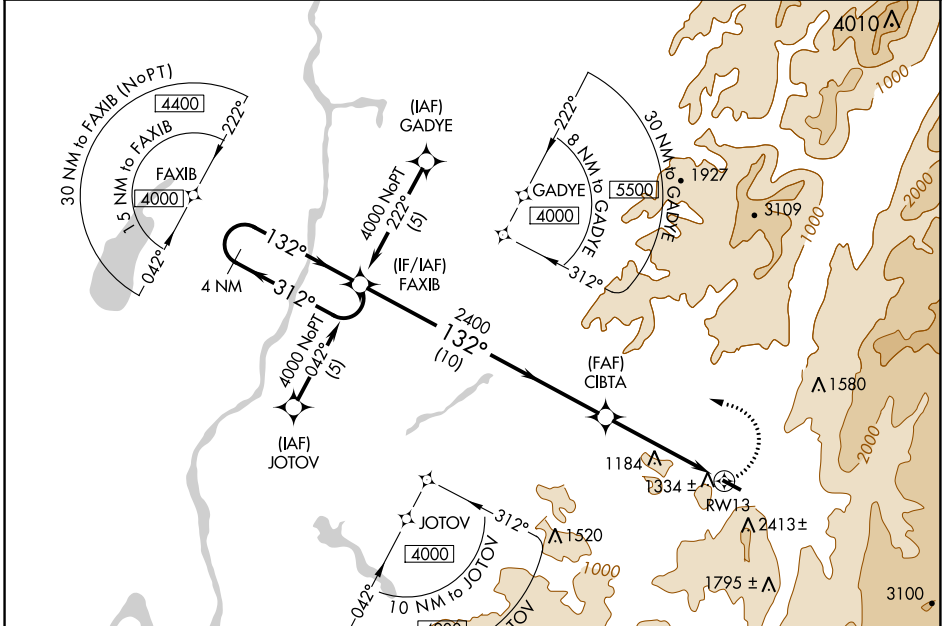 4010
1000
2000
30 NM to FAXIB (NoPT)
4400
222°
15 NM to FAXIB
FAXIB
4000
042°
(IAF)
GADYE
4000 NoPT
222°
(5)
222°
30 NM to GADYE
8 NM to GADYE
5500
GADYE
4000
312°
1927
3109
1000
132°
4 NM
312°
(IF/IAF)
FAXIB
4000 NoPT
042°
(5)
2400
132°
(10)
(FAF)
CIBTA
(IAF)
JOTOV
1580
2000
1184
1334 ±
RW13
2413±
1520
1000
1795 ±
3100
312°
JOTOV
4000
042°
10 NM to JOTOV
TOV